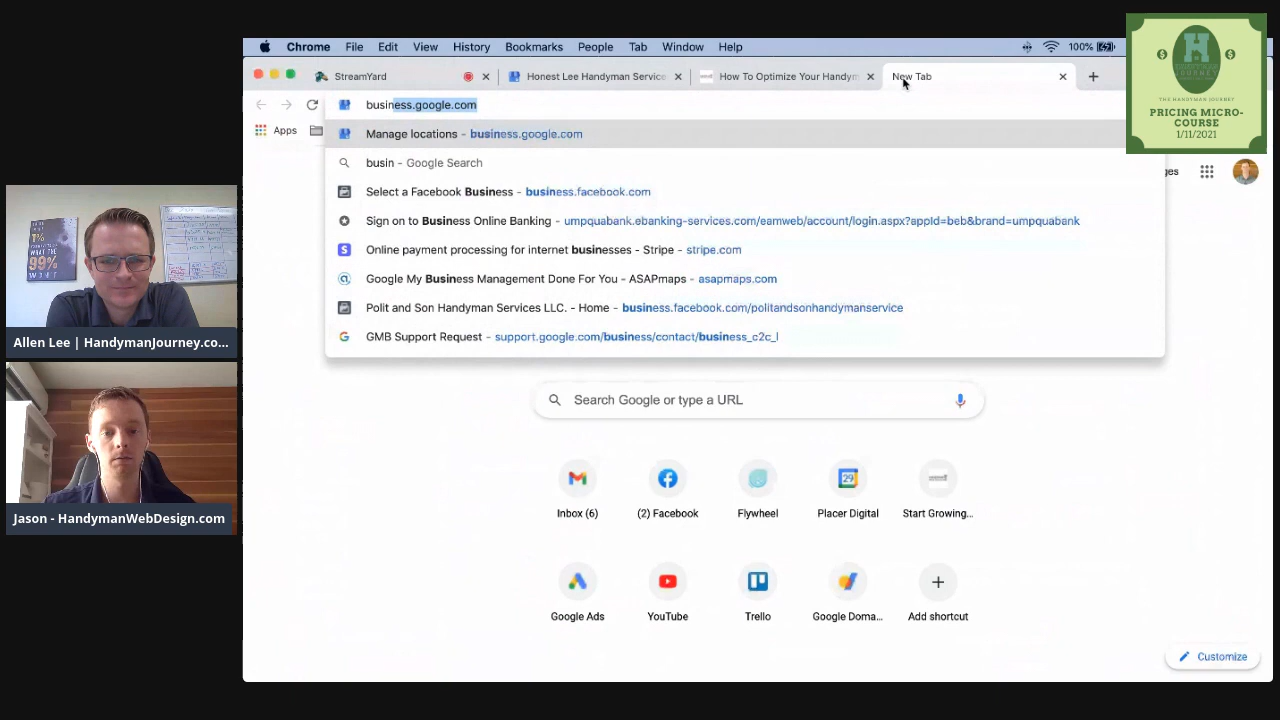 Chrome File Edit View History Bookmarks People Tab Window Help
100%
StreamYard
Honest Lee Handyman Service
How To Optimize Your Handym
New Tab
business.google.com
Apps
Manage locations - business.google.com
busin - Google Search
Select a Facebook Business - business.facebook.com
Sign on to Business Online Banking - umpquabank.ebanking-services.com/eamweb/account/login.aspx?appId=beb&brand=umpquabank
Online payment processing for internet businesses - Stripe - stripe.com
Google My Business Management Done For You - ASAPmaps - asapmaps.com
Polit and Son Handyman Services LLC. - Home - business.facebook.com/politandsonhandymanservice
GMB Support Request - support.google.com/business/contact/business_c2c_l
ges
Search Google or type a URL
Inbox (6)
(2) Facebook
Flywheel
29
Placer Digital
Start Growing...
Google Ads
YouTube
Trello
Google Doma...
Add shortcut
Customize
H
THE HANDYMAN JOURNEY
PRICING MICRO-
COURSE
1/11/2021
1%
WHAT THE
99%
WON'T
Allen Lee | HandymanJourney.co...
Jason - HandymanWebDesign.com